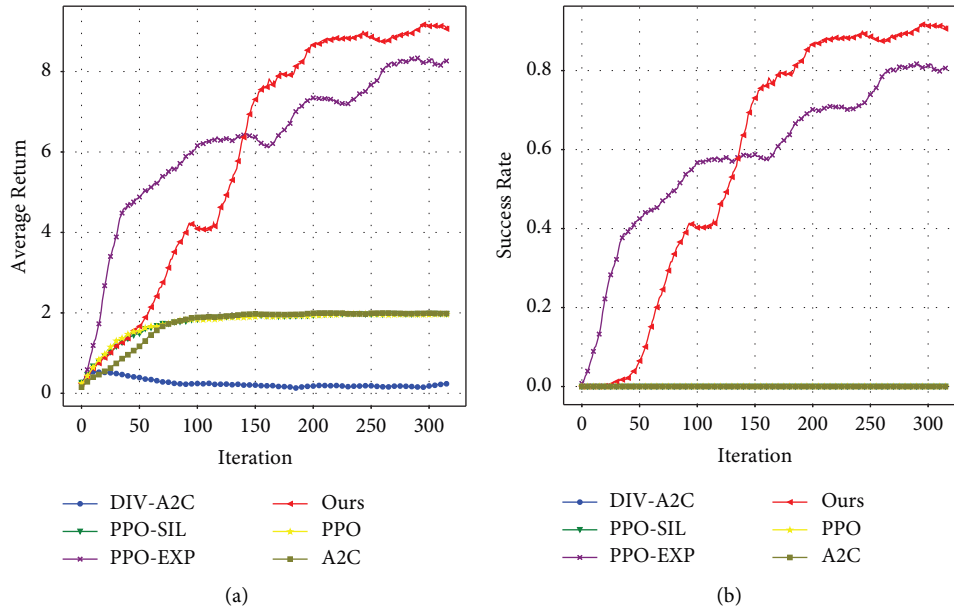 Average Return
8
6
4
2
0
0 50 100 150 200 250 300
Iteration
DIV-A2C
PPO-SIL
PPO-EXP
Ours
PPO
A2C
(a)
Success Rate
0.8
0.6
0.4
0.2
0.0
0 50 100 150 200 250 300
Iteration
DIV-A2C
PPO-SIL
PPO-EXP
Ours
PPO
A2C
(b)